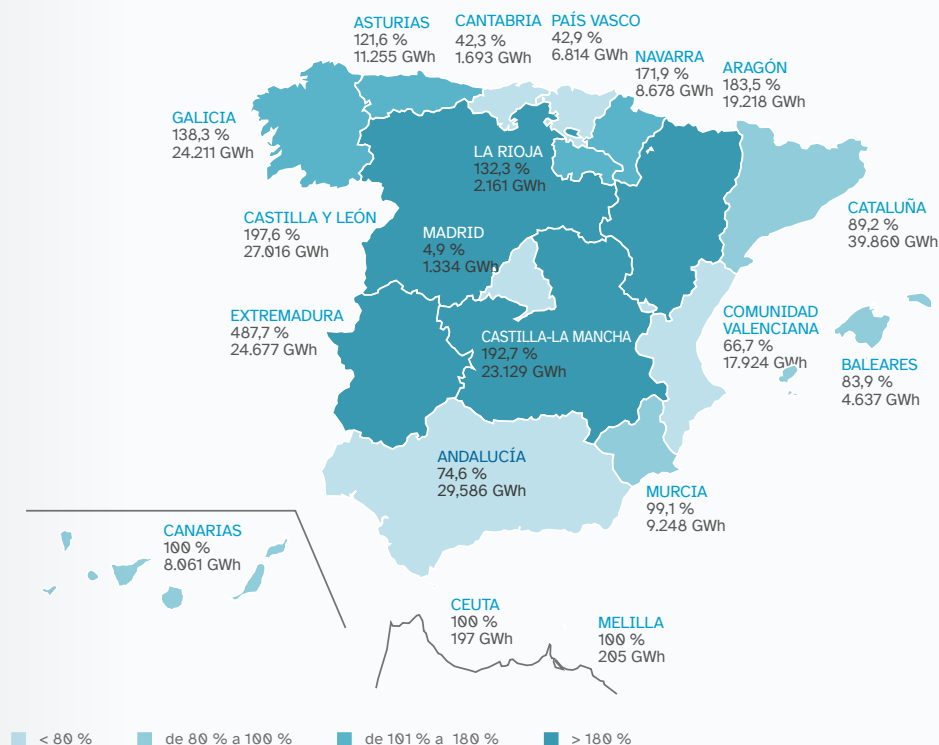 ASTURIAS
121,6 %
11.255 GWh
CANTABRIA
42,3 %
1.693 GWh
PAÍS VASCO
42,9 %
6.814 GWh
NAVARRA
171,9 %
8.678 GWh
ARAGÓN
183,5 %
19.218 GWh
GALICIA
138,3 %
24.211 GWh
LA RIOJA
132,3 %
2.161 GWh
CASTILLA Y LEÓN
197,6 %
27.016 GWh
MADRID
4,9 %
1.334 GWh
CATALUÑA
89,2 %
39.860 GWh
EXTREMADURA
487,7 %
24.677 GWh
CASTILLA-LA MANCHA
192,7 %
23.129 GWh
COMUNIDAD
VALENCIANA
66,7 %
17.924 GWh
BALEARES
83,9 %
4.637 GWh
ANDALUCÍA
74,6 %
29,586 GWh
MURCIA
99,1 %
9.248 GWh
CANARIAS
100 %
8.061 GWh
CEUTA
100 %
197 GWh
MELILLA
100 %
205 GWh
< 80 %
de 80 % a 100 %
de 101 % a 180 %
> 180 %